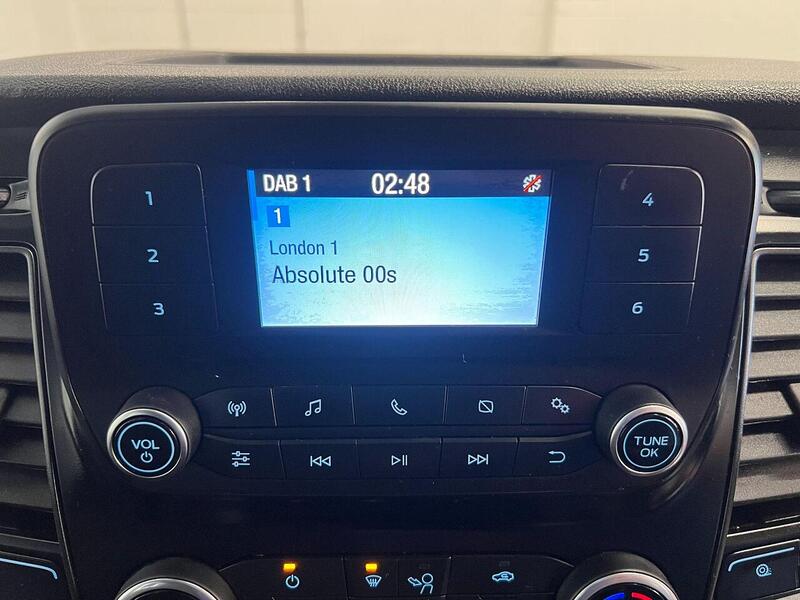 DAB 1 02:48
1
London 1
Absolute 00s
1
2
3
4
5
6
VOL
TUNE
OK